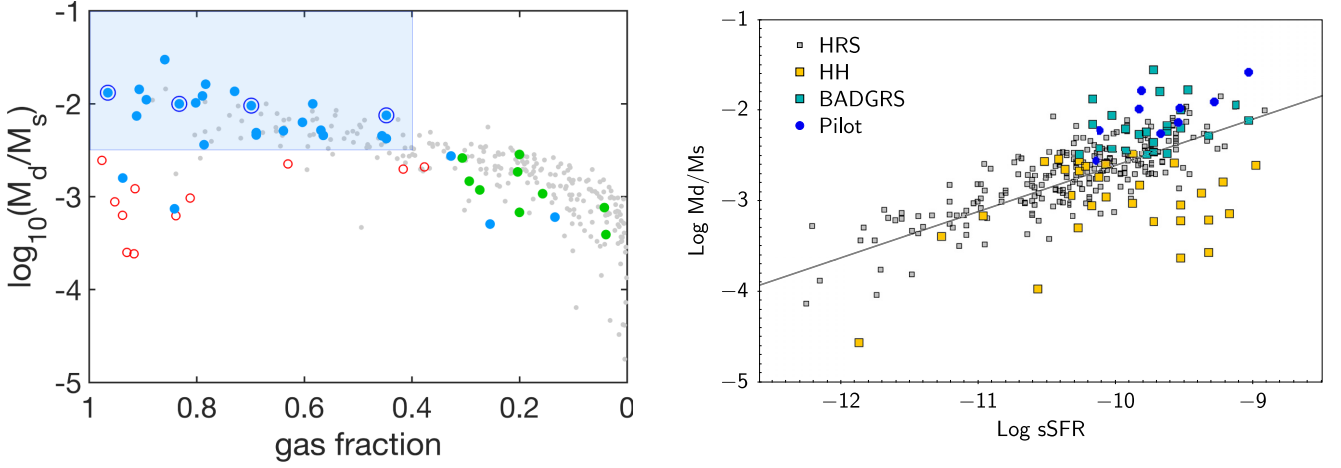 -1
-2
-3
-4
-5
1
0.8
0.6
0.4
0.2
0
log10(Md/Ms)
gas fraction
−1
−2
−3
−4
−5
−12
−11
−10
−9
Log Md/Ms
Log sSFR
HRS
HH
BADGRS
Pilot